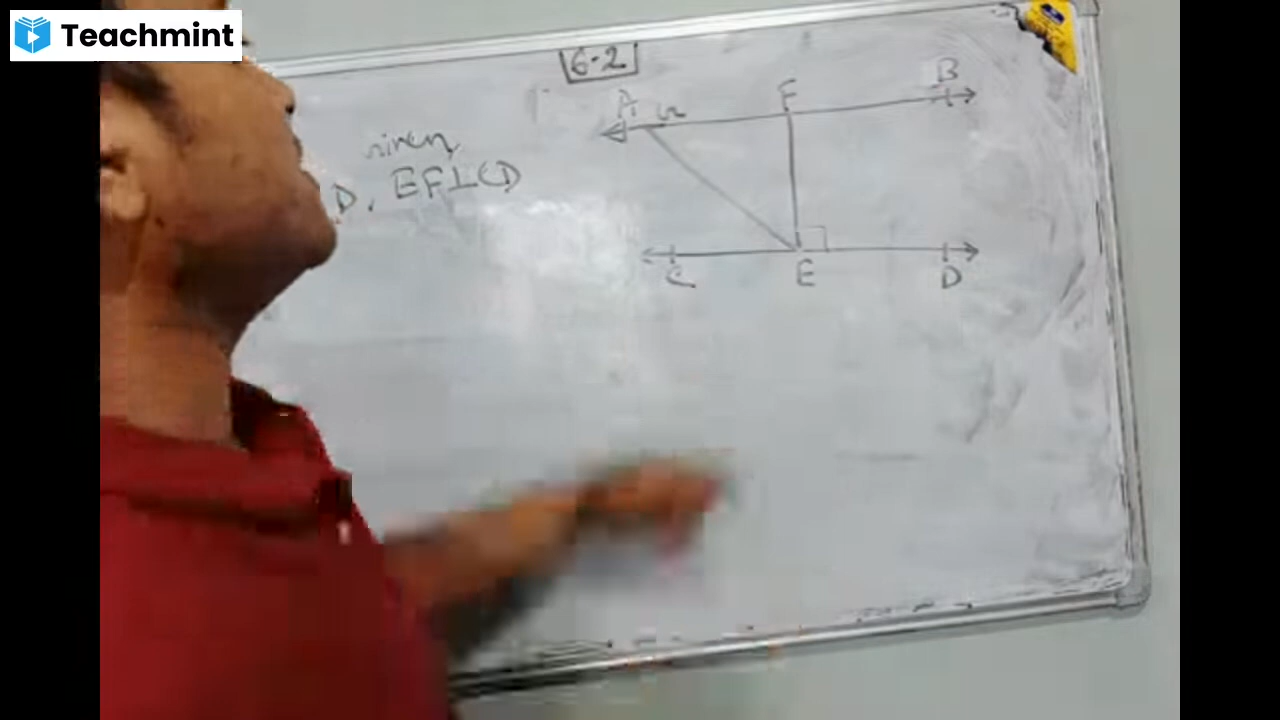 Teachmint
6.2
A G F B
given
D, EF⊥CD
C E D